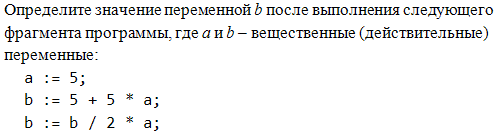 Определите значение переменной b после выполнения следующего
фрагмента программы, где a и b – вещественные (действительные)
переменные:
a := 5;
b := 5 + 5 * a;
b := b / 2 * a;